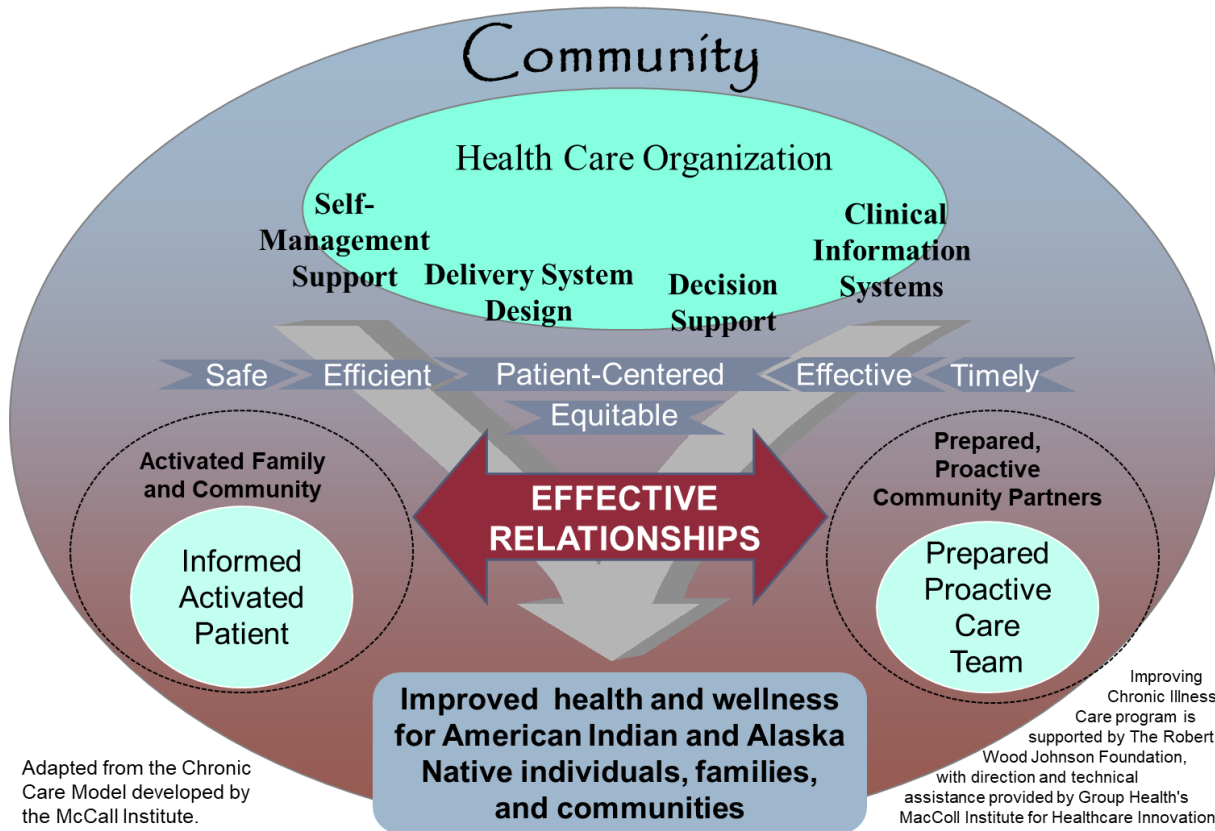 Community
Health Care Organization
Self-
Management
Support
Delivery System
Design
Decision
Support
Clinical
Information
Systems
Safe
Efficient
Patient-Centered
Effective
Timely
Equitable
Activated Family
and Community
Informed
Activated
Patient
EFFECTIVE
RELATIONSHIPS
Prepared,
Proactive
Community Partners
Prepared
Proactive
Care
Team
Improved health and wellness
for American Indian and Alaska
Native individuals, families,
and communities
Adapted from the Chronic
Care Model developed by
the McCall Institute.
Improving
Chronic Illness
Care program is
supported by The Robert
Wood Johnson Foundation,
with direction and technical
assistance provided by Group Health's
MacColl Institute for Healthcare Innovation